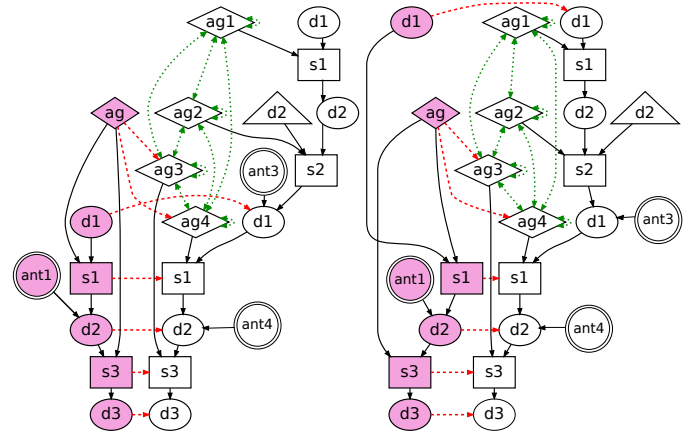 ag1 d1 d1 ag1 d1
s1 s1
ag ag2 d2 d2 ag ag2 d2 d2
ag3 ant3 s2 ag3 s2
d1 ag4 d1 ag4 d1 ant3
ant1 s1 s1 ant1 s1 s1
d2 d2 ant4 d2 d2 ant4
s3 s3 s3 s3
d3 d3 d3 d3